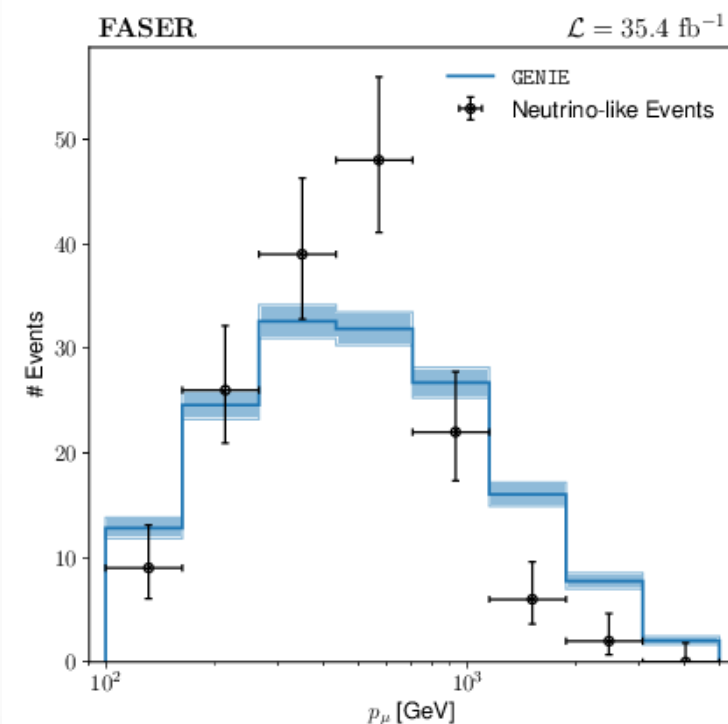 FASER
ℒ = 35.4 fb⁻¹
GENIE
Neutrino-like Events
# Events
50
40
30
20
10
0
10²
10³
pμ [GeV]